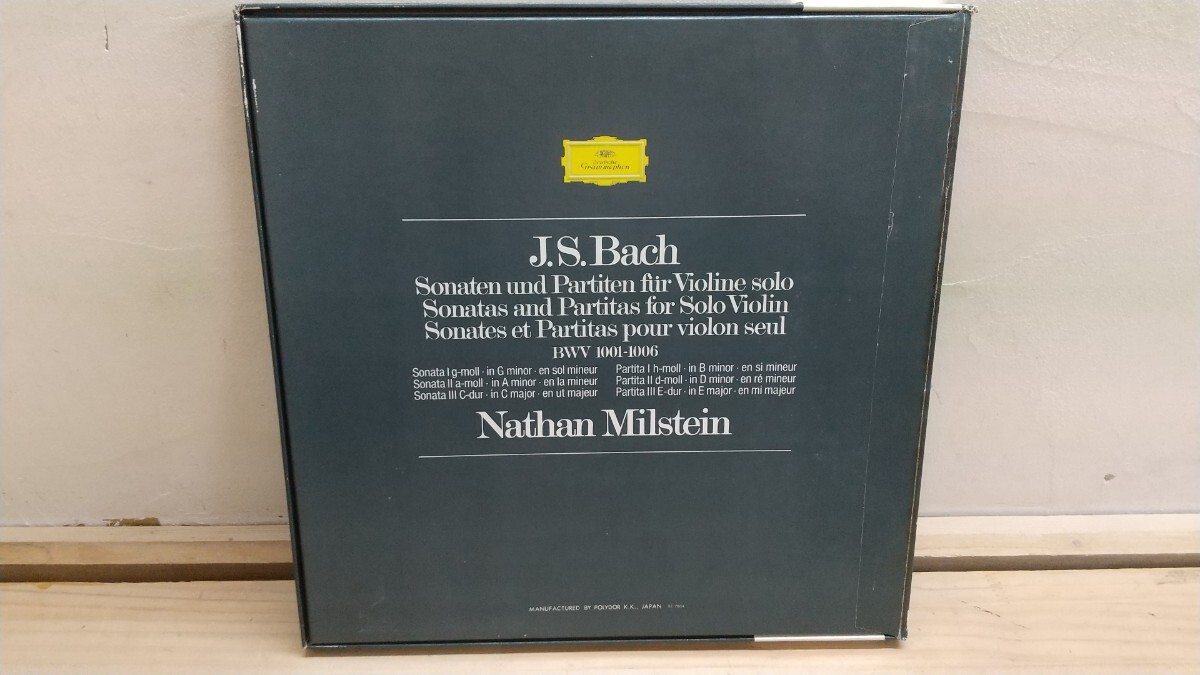 Deutsche
Grammophon
J.S. Bach
Sonaten und Partiten für Violine solo
Sonatas and Partitas for Solo Violin
Sonates et Partitas pour violon seul
BWV 1001-1006
Sonata I g-moll · in G minor · en sol mineur
Sonata II a-moll · in A minor · en la mineur
Sonata III C-dur · in C major · en ut majeur
Partita I h-moll · in B minor · en si mineur
Partita II d-moll · in D minor · en ré mineur
Partita III E-dur · in E major · en mi majeur
Nathan Milstein
MANUFACTURED BY POLYDOR K.K., JAPAN